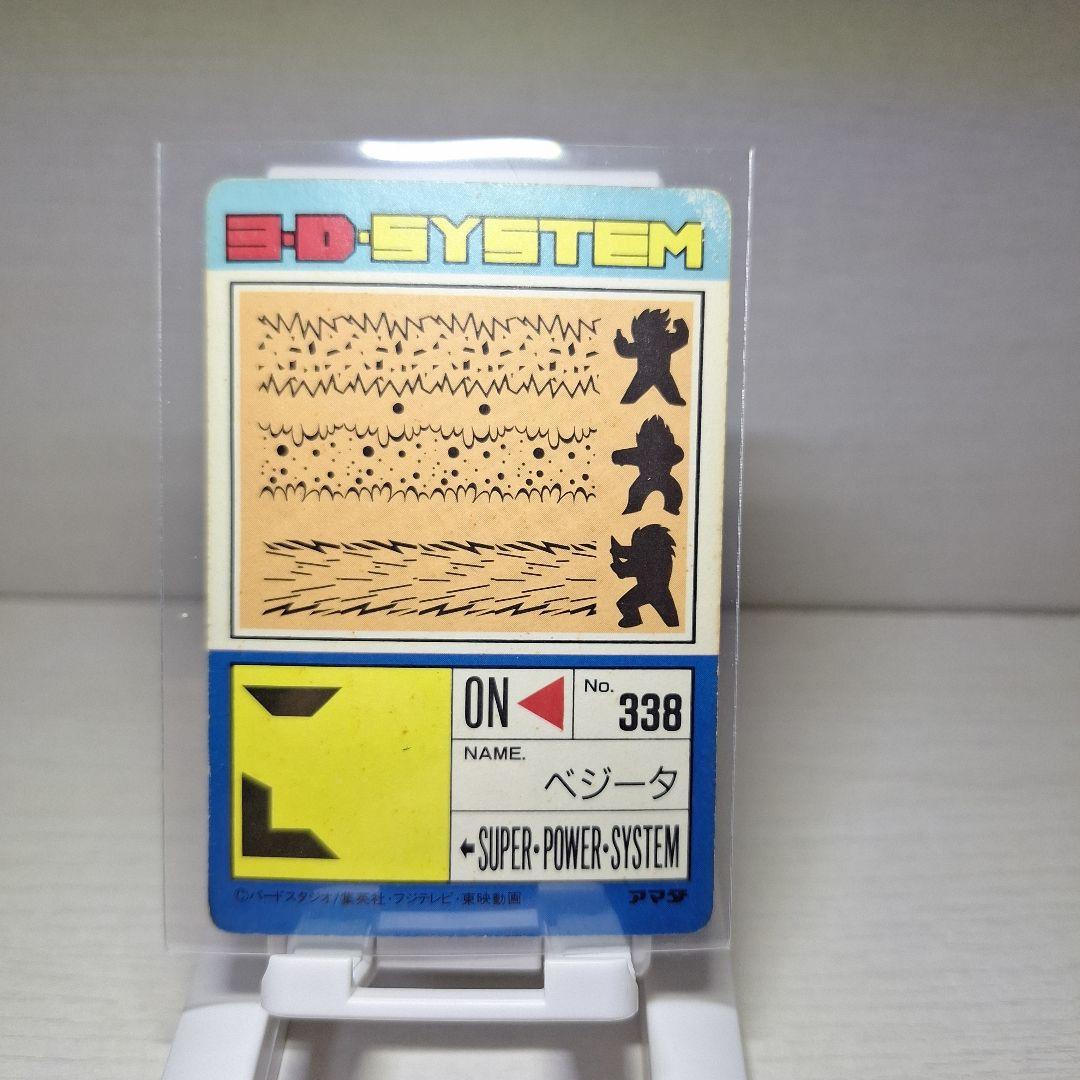 3·D·SYSTEM
ON
No. 338
NAME.
ベジータ
←SUPER·POWER·SYSTEM
©バードスタジオ/集英社·フジテレビ·東映動画
アマダ